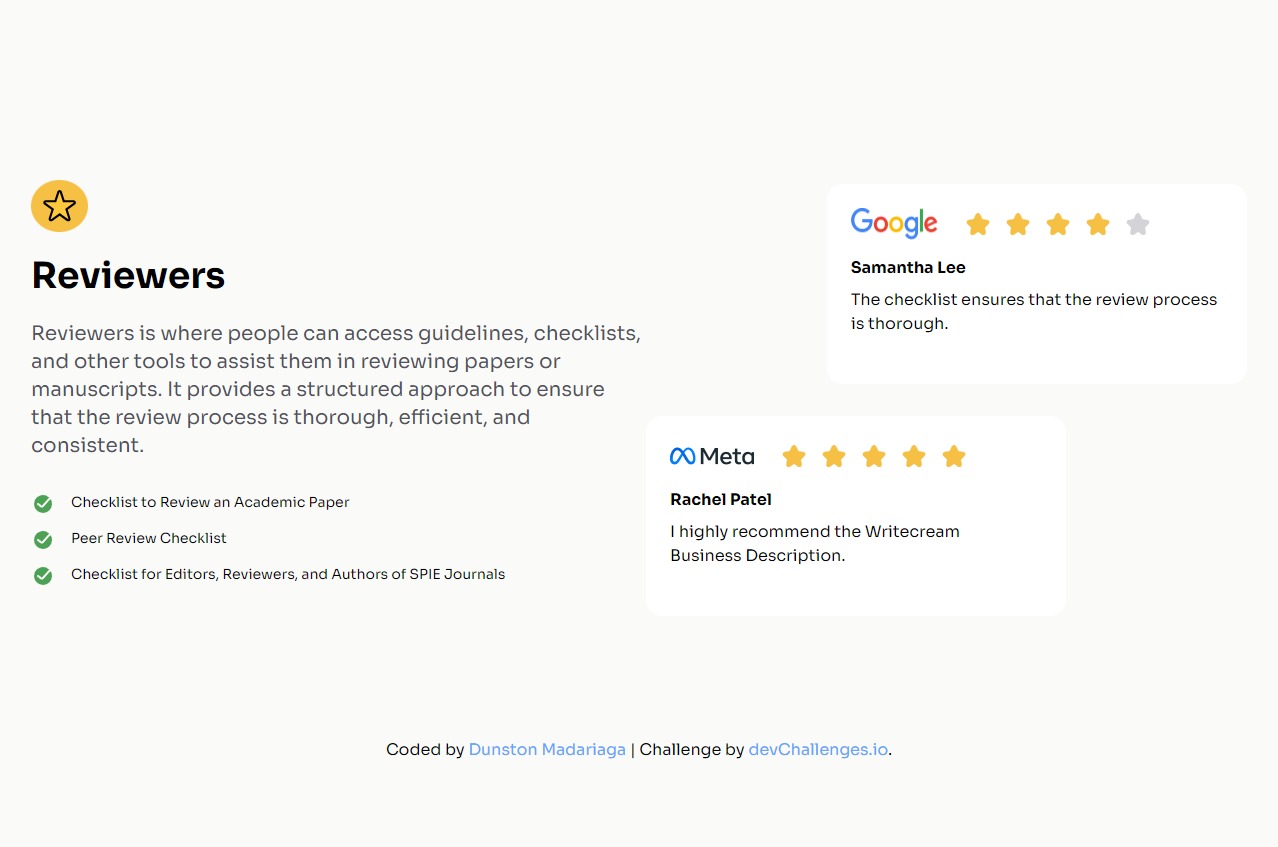 Reviewers
Reviewers is where people can access guidelines, checklists,
and other tools to assist them in reviewing papers or
manuscripts. It provides a structured approach to ensure
that the review process is thorough, efficient, and
consistent.
Checklist to Review an Academic Paper
Peer Review Checklist
Checklist for Editors, Reviewers, and Authors of SPIE Journals
Google
Samantha Lee
The checklist ensures that the review process
is thorough.
Meta
Rachel Patel
I highly recommend the Writecream
Business Description.
Coded by Dunston Madariaga | Challenge by devChallenges.io.